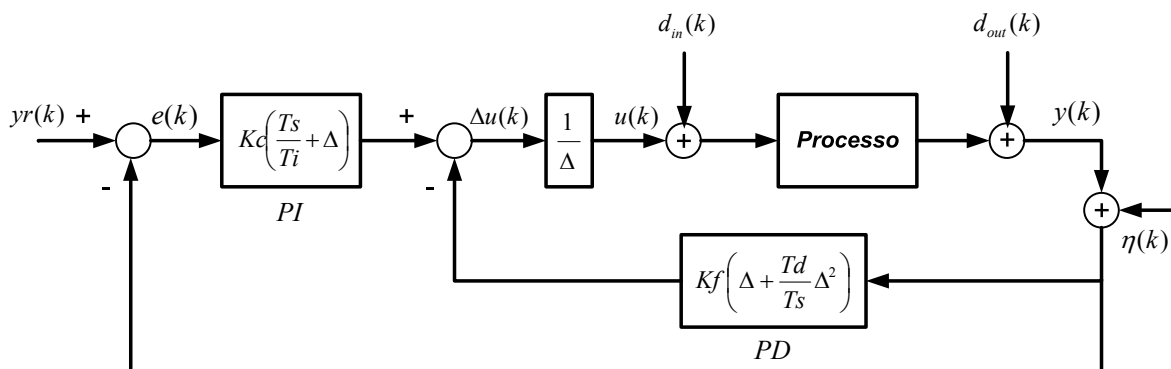 d_in(k)
d_out(k)
yr(k) + e(k) Kc(Ts/Ti + Δ) + Δu(k) 1/Δ u(k) + Processo + y(k)
- PI -
+
η(k)
Kf(Δ + Td/Ts Δ²)
PD